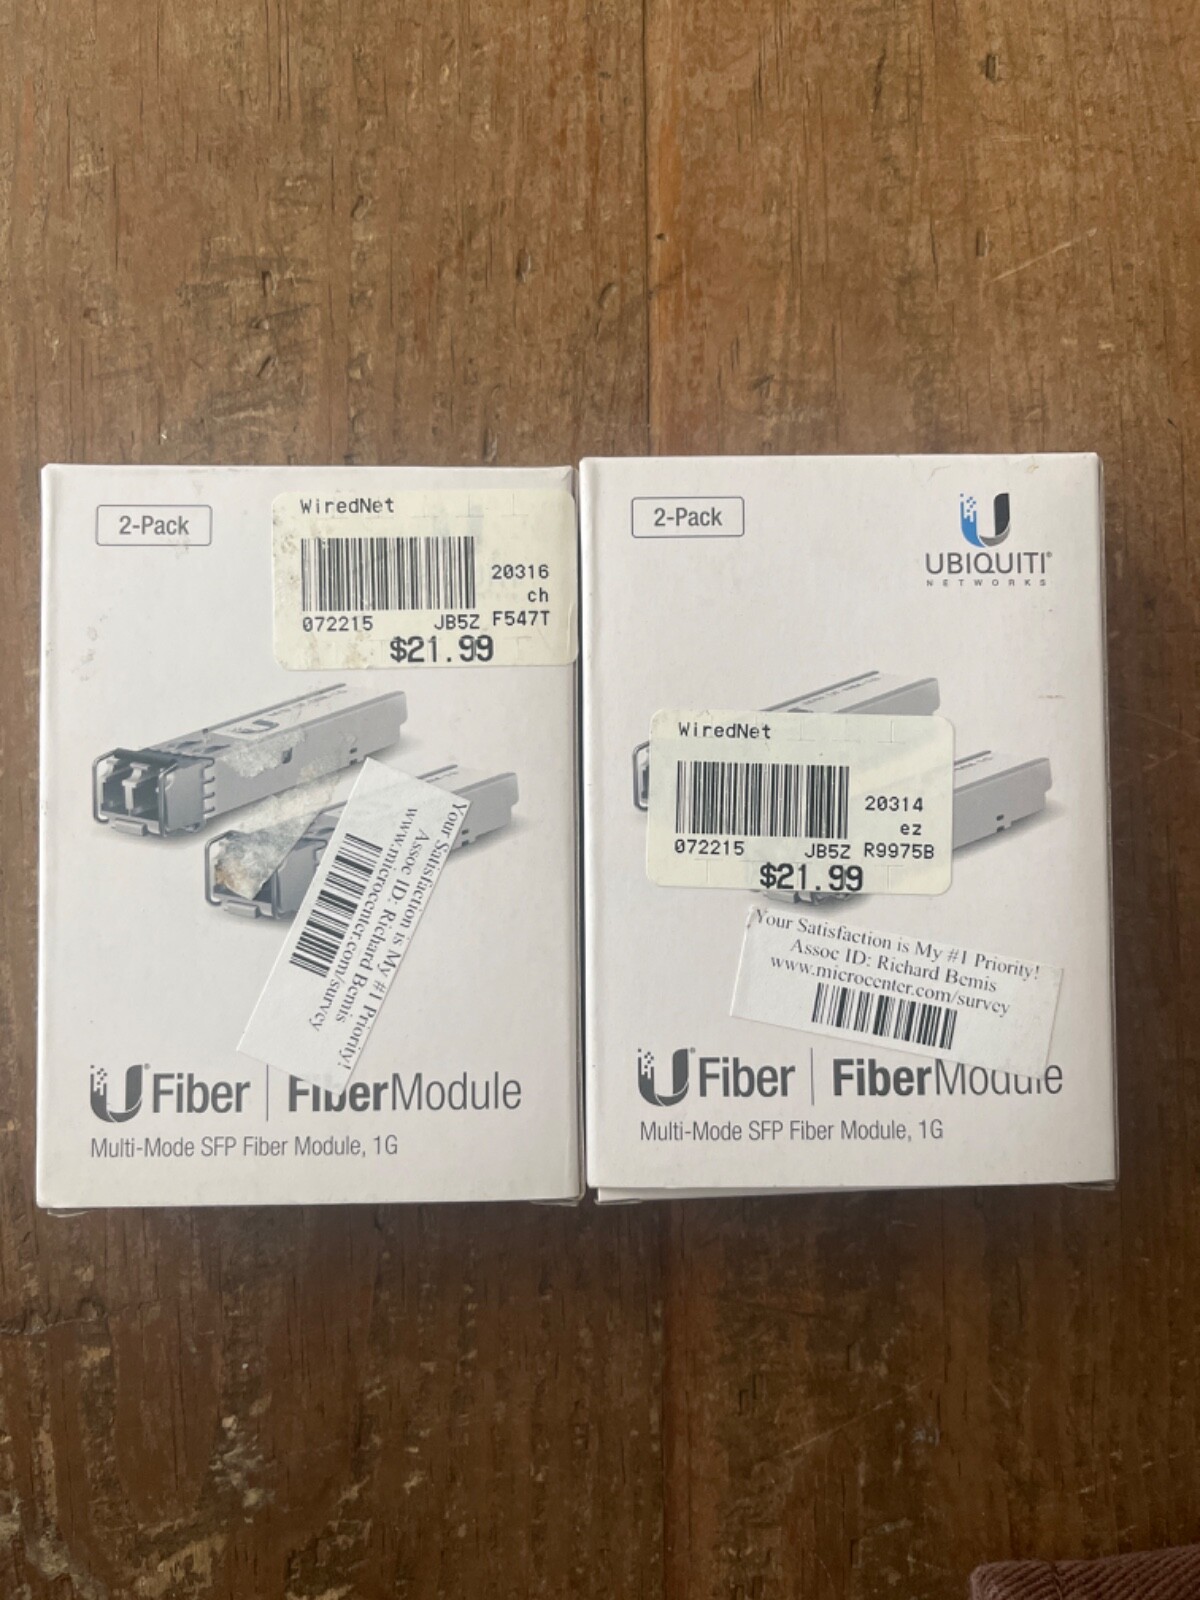 2-Pack
WiredNet
20316
ch
072215 JB5Z F547T
$21.99
Your Satisfaction is My #1 Priority!
Assoc ID: Richard Bemis
www.microcenter.com/survey
U Fiber | FiberModule
Multi-Mode SFP Fiber Module, 1G
2-Pack
UBIQUITI®
NETWORKS
WiredNet
20314
ez
072215 JB5Z R9975B
$21.99
Your Satisfaction is My #1 Priority!
Assoc ID: Richard Bemis
www.microcenter.com/survey
U Fiber | FiberModule
Multi-Mode SFP Fiber Module, 1G